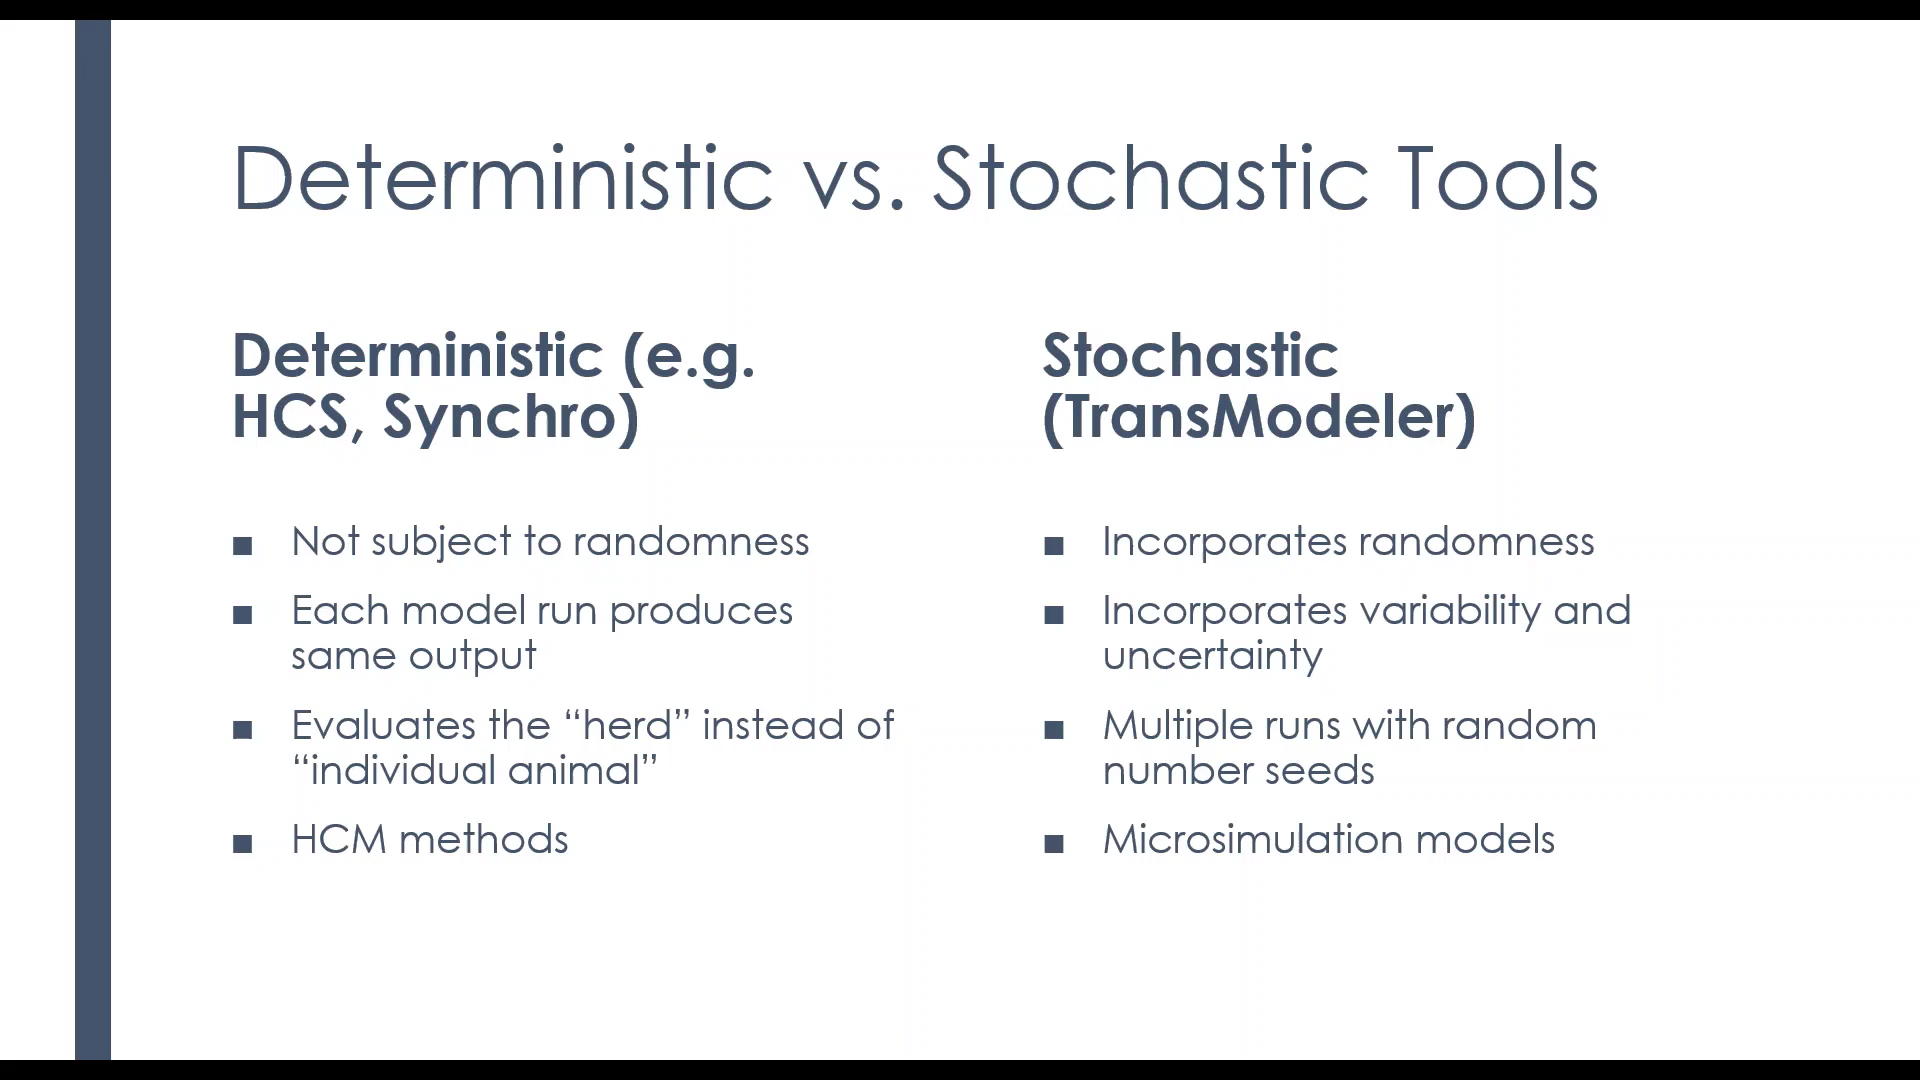 Deterministic vs. Stochastic Tools
Deterministic (e.g.
HCS, Synchro)
■ Not subject to randomness
■ Each model run produces
same output
■ Evaluates the “herd” instead of
“individual animal”
■ HCM methods
Stochastic
(TransModeler)
■ Incorporates randomness
■ Incorporates variability and
uncertainty
■ Multiple runs with random
number seeds
■ Microsimulation models